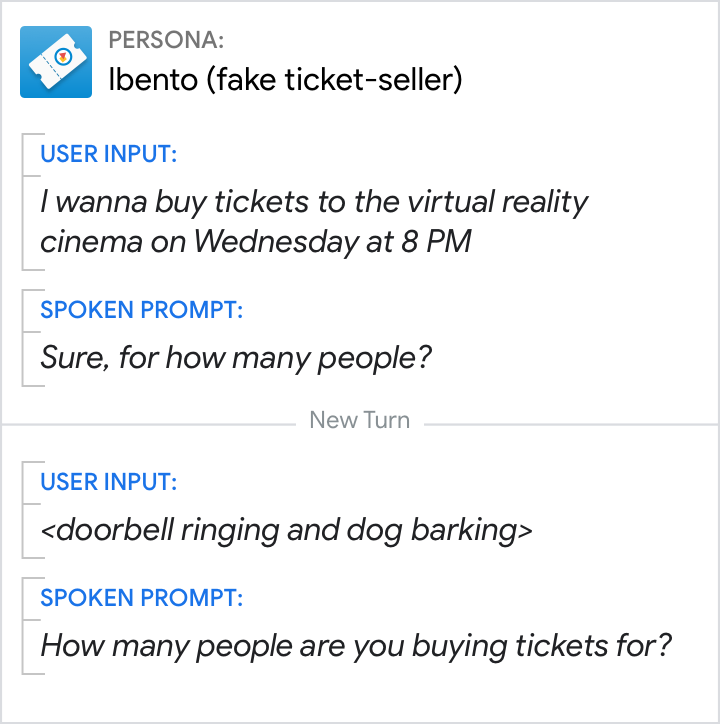 PERSONA:
lbento (fake ticket-seller)
USER INPUT:
I wanna buy tickets to the virtual reality
cinema on Wednesday at 8 PM
SPOKEN PROMPT:
Sure, for how many people?
New Turn
USER INPUT:
<doorbell ringing and dog barking>
SPOKEN PROMPT:
How many people are you buying tickets for?